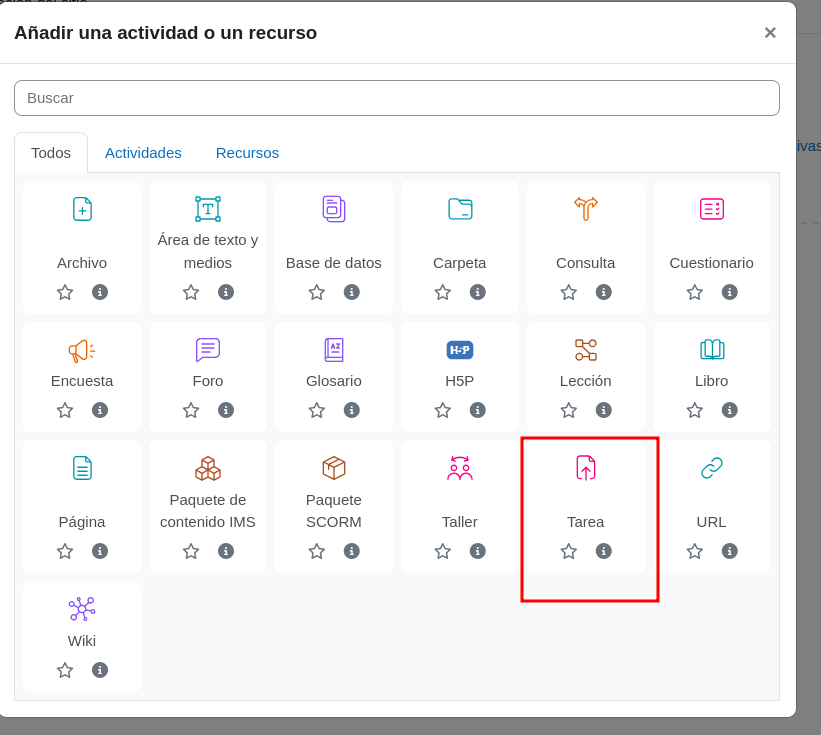 Añadir una actividad o un recurso
×
Buscar
Todos Actividades Recursos
Archivo
Área de texto y
medios
Base de datos
Carpeta
Consulta
Cuestionario
Encuesta
Foro
AZ
Glosario
H-P
H5P
Lección
Libro
Página
Paquete de
contenido IMS
Paquete
SCORM
Taller
Tarea
URL
Wiki
ivas